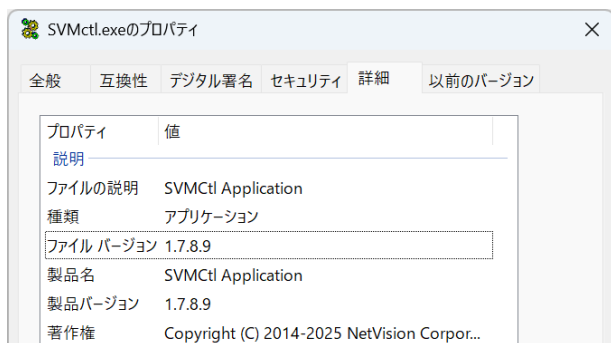 SVMctl.exeのプロパティ
全般 互換性 デジタル署名 セキュリティ 詳細 以前のバージョン
プロパティ 値
説明
ファイルの説明 SVMCtl Application
種類 アプリケーション
ファイル バージョン 1.7.8.9
製品名 SVMCtl Application
製品バージョン 1.7.8.9
著作権 Copyright (C) 2014-2025 NetVision Corpor...